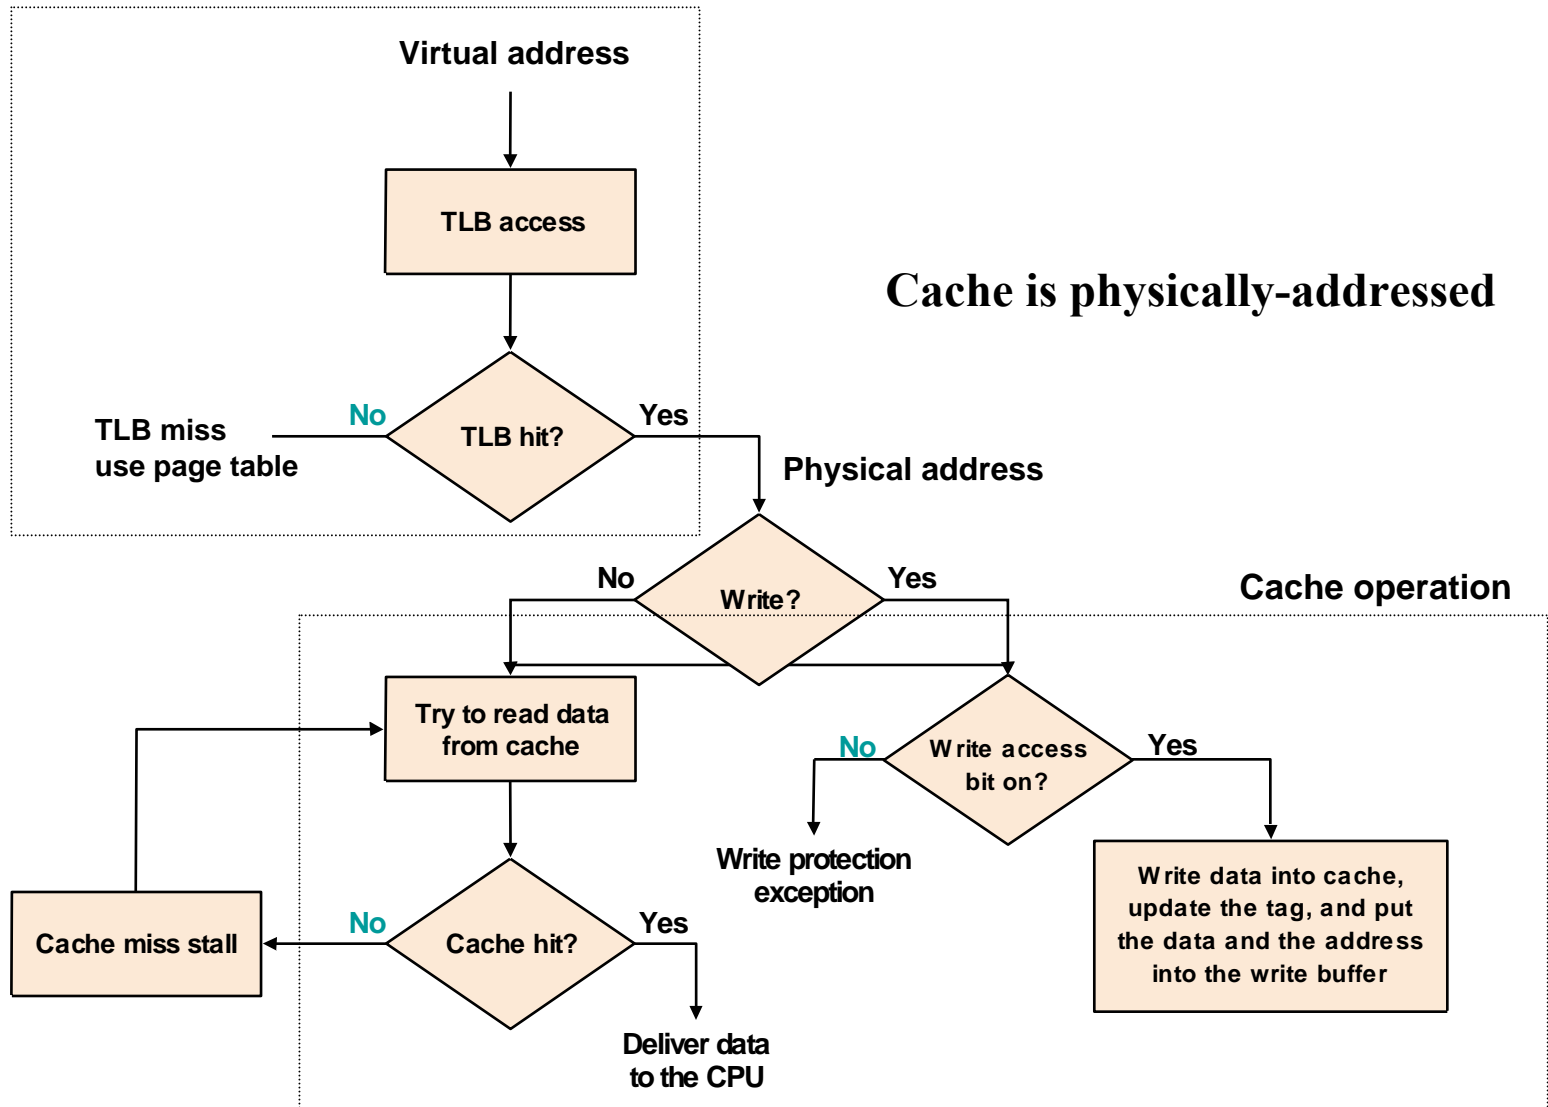 Virtual address
TLB access
Cache is physically-addressed
No
Yes
TLB hit?
TLB miss
use page table
Physical address
No
Yes
Write?
Cache operation
Try to read data
from cache
No
Write access
bit on?
Yes
Write protection
exception
Write data into cache,
update the tag, and put
the data and the address
into the write buffer
Cache miss stall
No
Cache hit?
Yes
Deliver data
to the CPU